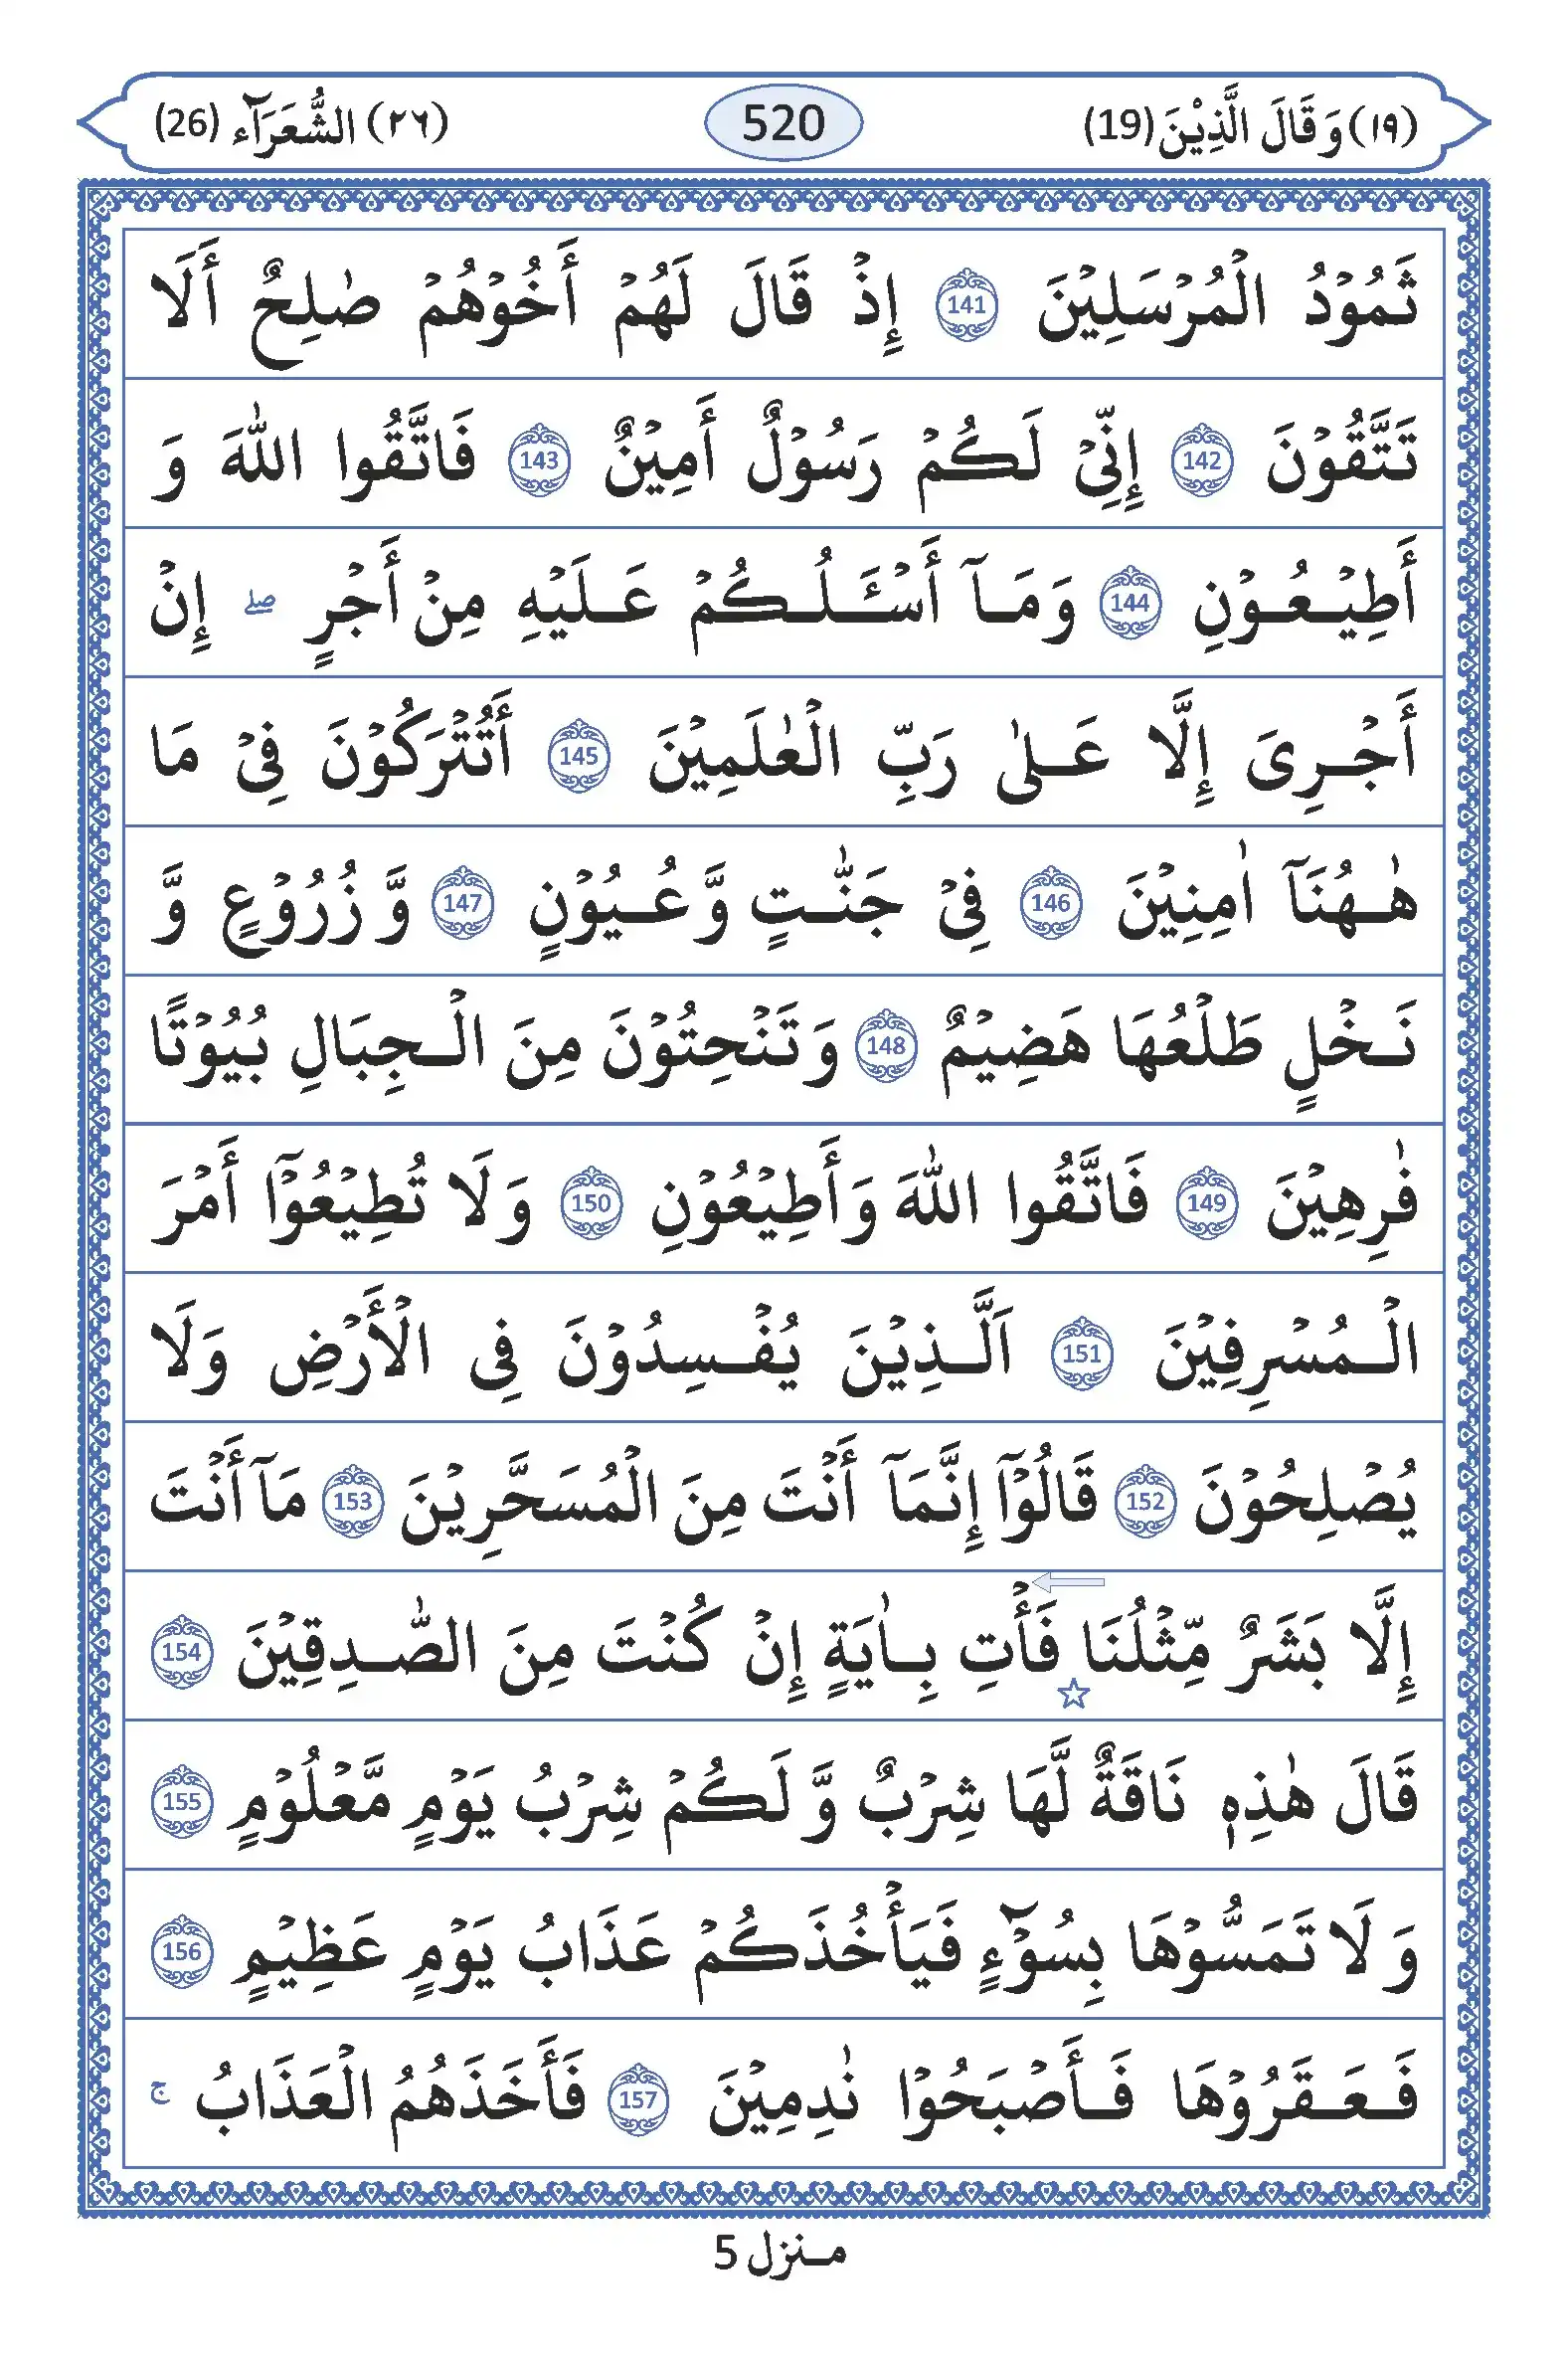 (١٩) وَقَالَ الَّذِيْنَ (19) 520 (٢٦) الشُّعَرَآء (26)
ثَمُوْدُ الْمُرْسَلِيْنَ 141 إِذْ قَالَ لَهُمْ أَخُوْهُمْ صٰلِحٌ أَلَا
تَتَّقُوْنَ 142 إِنِّىْ لَكُمْ رَسُوْلٌ أَمِيْنٌ 143 فَاتَّقُوا اللّٰهَ وَ
أَطِيْعُوْنِ 144 وَمَآ أَسْـَٔلُكُمْ عَلَيْهِ مِنْ أَجْرٍ ۖ إِنْ
أَجْرِىَ إِلَّا عَلٰى رَبِّ الْعٰلَمِيْنَ 145 أَتُتْرَكُوْنَ فِىْ مَا
هٰهُنَآ اٰمِنِيْنَ 146 فِىْ جَنّٰتٍ وَّعُيُوْنٍ 147 وَّزُرُوْعٍ وَّ
نَخْلٍ طَلْعُهَا هَضِيْمٌ 148 وَتَنْحِتُوْنَ مِنَ الْجِبَالِ بُيُوْتًا
فٰرِهِيْنَ 149 فَاتَّقُوا اللّٰهَ وَأَطِيْعُوْنِ 150 وَلَا تُطِيْعُوْٓا أَمْرَ
الْمُسْرِفِيْنَ 151 اَلَّذِيْنَ يُفْسِدُوْنَ فِى الْأَرْضِ وَلَا
يُصْلِحُوْنَ 152 قَالُوْٓا إِنَّمَآ أَنْتَ مِنَ الْمُسَحَّرِيْنَ 153 مَآ أَنْتَ
إِلَّا بَشَرٌ مِّثْلُنَا ☆ فَأْتِ بِاٰيَةٍ إِنْ كُنْتَ مِنَ الصّٰدِقِيْنَ 154
قَالَ هٰذِهٖ نَاقَةٌ لَّهَا شِرْبٌ وَّلَكُمْ شِرْبُ يَوْمٍ مَّعْلُوْمٍ 155
وَلَا تَمَسُّوْهَا بِسُوْٓءٍ فَيَأْخُذَكُمْ عَذَابُ يَوْمٍ عَظِيْمٍ 156
فَعَقَرُوْهَا فَأَصْبَحُوْا نٰدِمِيْنَ 157 فَأَخَذَهُمُ الْعَذَابُ ۚ
منزل 5